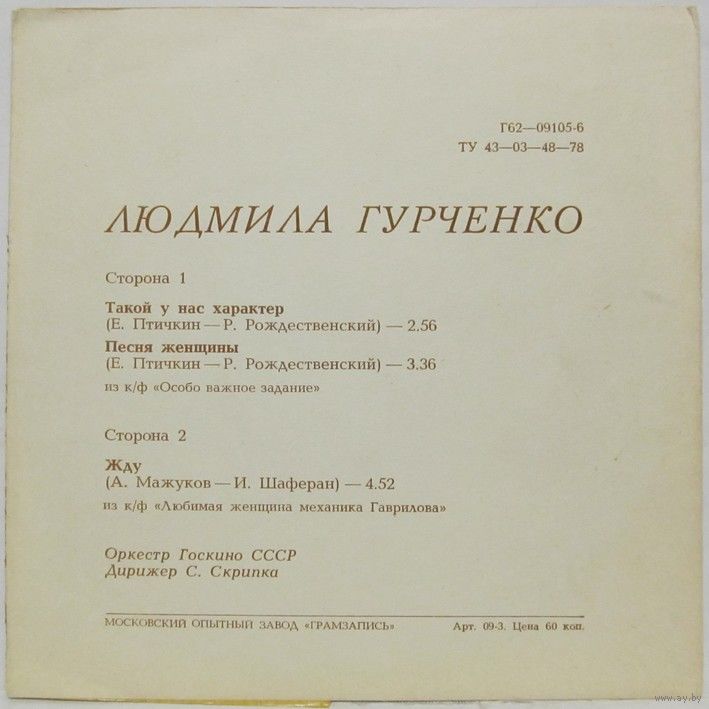 Г62—09105-6
ТУ 43—03—48—78
ЛЮДМИЛА ГУРЧЕНКО
Сторона 1
Такой у нас характер
(Е. Птичкин — Р. Рождественский) — 2.56
Песня женщины
(Е. Птичкин — Р. Рождественский) — 3.36
из к/ф «Особо важное задание»
Сторона 2
Жду
(А. Мажуков — И. Шаферан) — 4.52
из к/ф «Любимая женщина механика Гаврилова»
Оркестр Госкино СССР
Дирижер С. Скрипка
МОСКОВСКИЙ ОПЫТНЫЙ ЗАВОД «ГРАМЗАПИСЬ» Арт. 09-3. Цена 60 коп.
www.ay.by